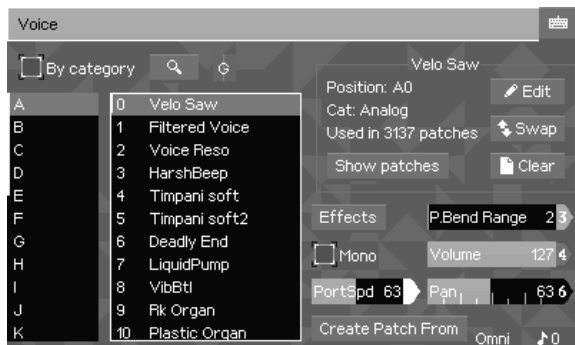 Voice
By category
G
Velo Saw
Position: A0
Cat: Analog
Used in 3137 patches
Edit
Swap
Show patches
Clear
A
B
C
D
E
F
G
H
I
J
K
0 Velo Saw
1 Filtered Voice
2 Voice Reso
3 HarshBeep
4 Timpani soft
5 Timpani soft2
6 Deadly End
7 LiquidPump
8 VibBtl
9 Rk Organ
10 Plastic Organ
Effects
P.Bend Range 2 3
Mono
Volume 127 4
PortSpd 63
Pan 63 6
Create Patch From
Omni
0